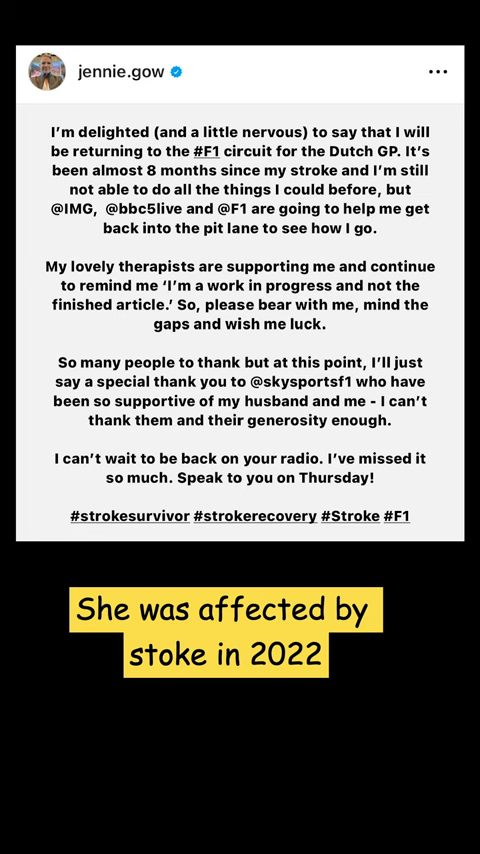 jennie.gow
I'm delighted (and a little nervous) to say that I will
be returning to the #F1 circuit for the Dutch GP. It's
been almost 8 months since my stroke and I'm still
not able to do all the things I could before, but
@IMG, @bbc5live and @F1 are going to help me get
back into the pit lane to see how I go.
My lovely therapists are supporting me and continue
to remind me ‘I'm a work in progress and not the
finished article.’ So, please bear with me, mind the
gaps and wish me luck.
So many people to thank but at this point, I'll just
say a special thank you to @skysportsf1 who have
been so supportive of my husband and me - I can't
thank them and their generosity enough.
I can't wait to be back on your radio. I've missed it
so much. Speak to you on Thursday!
#strokesurvivor #strokerecovery #Stroke #F1
She was affected by
stoke in 2022